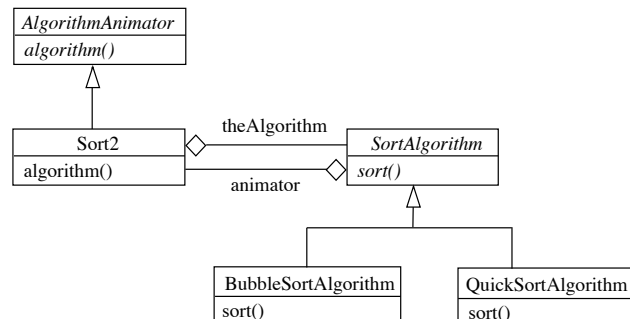 AlgorithmAnimator
algorithm()
Sort2
algorithm()
theAlgorithm
animator
SortAlgorithm
sort()
BubbleSortAlgorithm
sort()
QuickSortAlgorithm
sort()